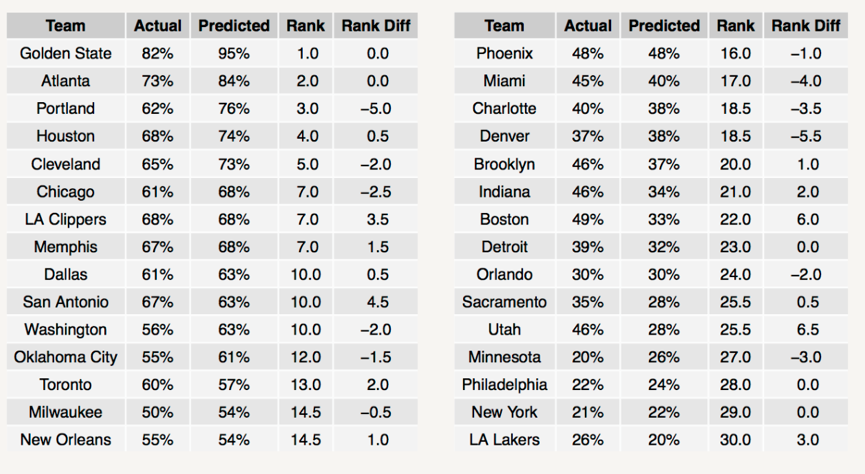 Team Actual Predicted Rank Rank Diff
Golden State 82% 95% 1.0 0.0
Atlanta 73% 84% 2.0 0.0
Portland 62% 76% 3.0 −5.0
Houston 68% 74% 4.0 0.5
Cleveland 65% 73% 5.0 −2.0
Chicago 61% 68% 7.0 −2.5
LA Clippers 68% 68% 7.0 3.5
Memphis 67% 68% 7.0 1.5
Dallas 61% 63% 10.0 0.5
San Antonio 67% 63% 10.0 4.5
Washington 56% 63% 10.0 −2.0
Oklahoma City 55% 61% 12.0 −1.5
Toronto 60% 57% 13.0 2.0
Milwaukee 50% 54% 14.5 −0.5
New Orleans 55% 54% 14.5 1.0
Team Actual Predicted Rank Rank Diff
Phoenix 48% 48% 16.0 −1.0
Miami 45% 40% 17.0 −4.0
Charlotte 40% 38% 18.5 −3.5
Denver 37% 38% 18.5 −5.5
Brooklyn 46% 37% 20.0 1.0
Indiana 46% 34% 21.0 2.0
Boston 49% 33% 22.0 6.0
Detroit 39% 32% 23.0 0.0
Orlando 30% 30% 24.0 −2.0
Sacramento 35% 28% 25.5 0.5
Utah 46% 28% 25.5 6.5
Minnesota 20% 26% 27.0 −3.0
Philadelphia 22% 24% 28.0 0.0
New York 21% 22% 29.0 0.0
LA Lakers 26% 20% 30.0 3.0